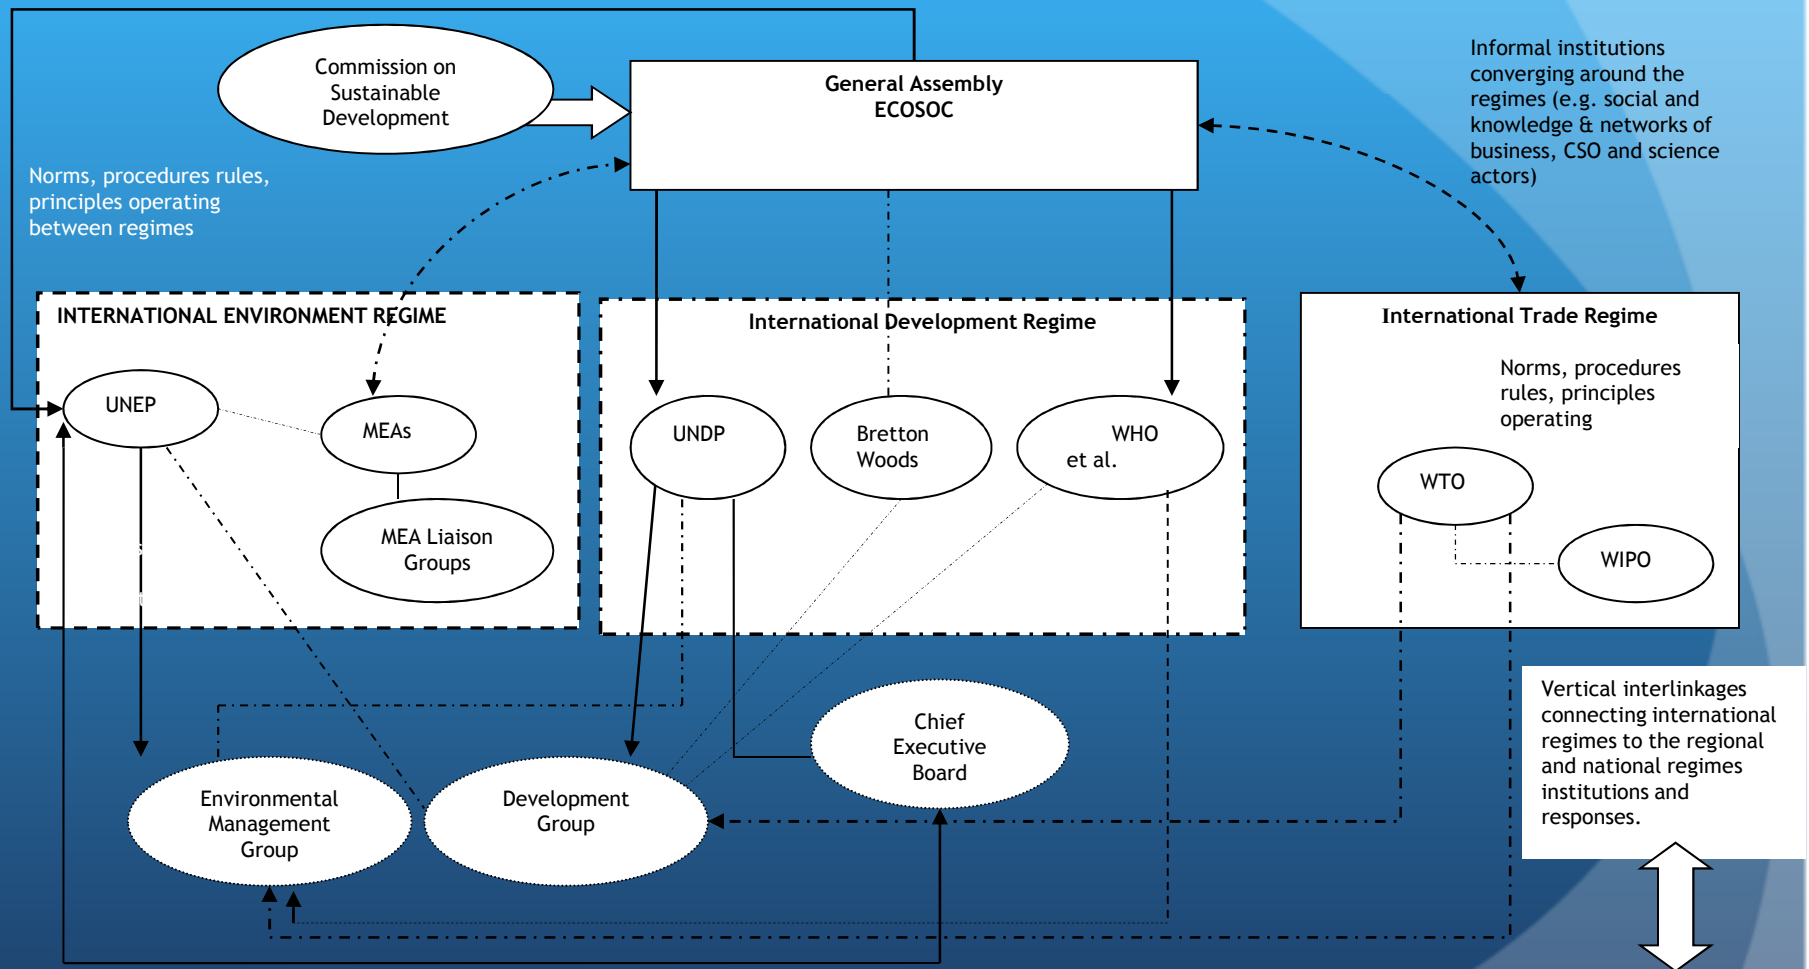 Commission on
Sustainable
Development
General Assembly
ECOSOC
Informal institutions
converging around the
regimes (e.g. social and
knowledge & networks of
business, CSO and science
actors)
Norms, procedures rules,
principles operating
between regimes
INTERNATIONAL ENVIRONMENT REGIME
UNEP
MEAs
MEA Liaison
Groups
International Development Regime
UNDP
Bretton
Woods
WHO
et al.
International Trade Regime
Norms, procedures
rules, principles
operating
WTO
WIPO
Environmental
Management
Group
Development
Group
Chief
Executive
Board
Vertical interlinkages
connecting international
regimes to the regional
and national regimes
institutions and
responses.